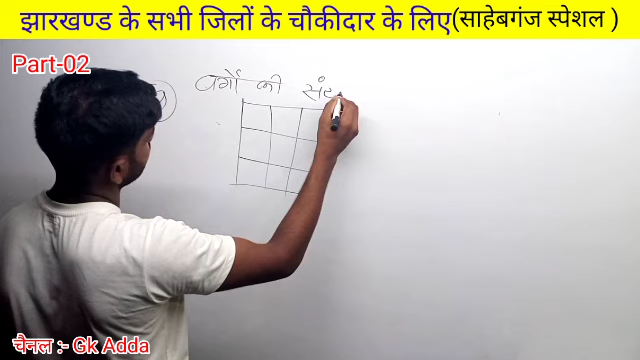 झारखण्ड के सभी जिलों के चौकीदार के लिए(साहेबगंज स्पेशल )
Part-02
वर्गों की
चैनल :- Gk Adda